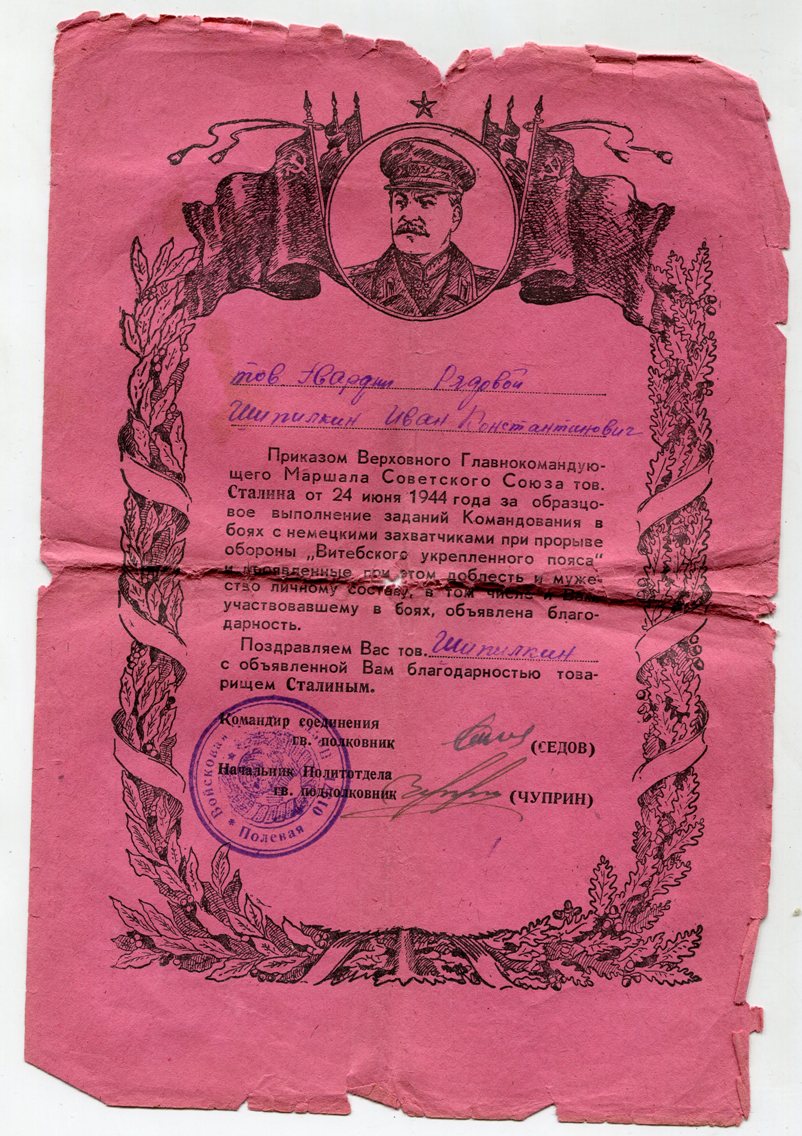 тов. Гвардии Рядовой
Шипилкин Иван Константинович
Приказом Верховного Главнокомандую-
щего Маршала Советского Союза тов.
Сталина от 24 июня 1944 года за образцо-
вое выполнение заданий Командования в
боях с немецкими захватчиками при прорыве
обороны „Витебского укрепленного пояса“
и проявленные при этом доблесть и муже-
ство личному составу, в том числе и Вам,
участвовавшему в боях, объявлена благо-
дарность.
Поздравляем Вас тов. Шипилкин
с объявленной Вам благодарностью това-
рищем Сталиным.
Командир соединения
гв. полковник (СЕДОВ)
Начальник Политотдела
гв. подполковник (ЧУПРИН)
Войсковая
* Полевая